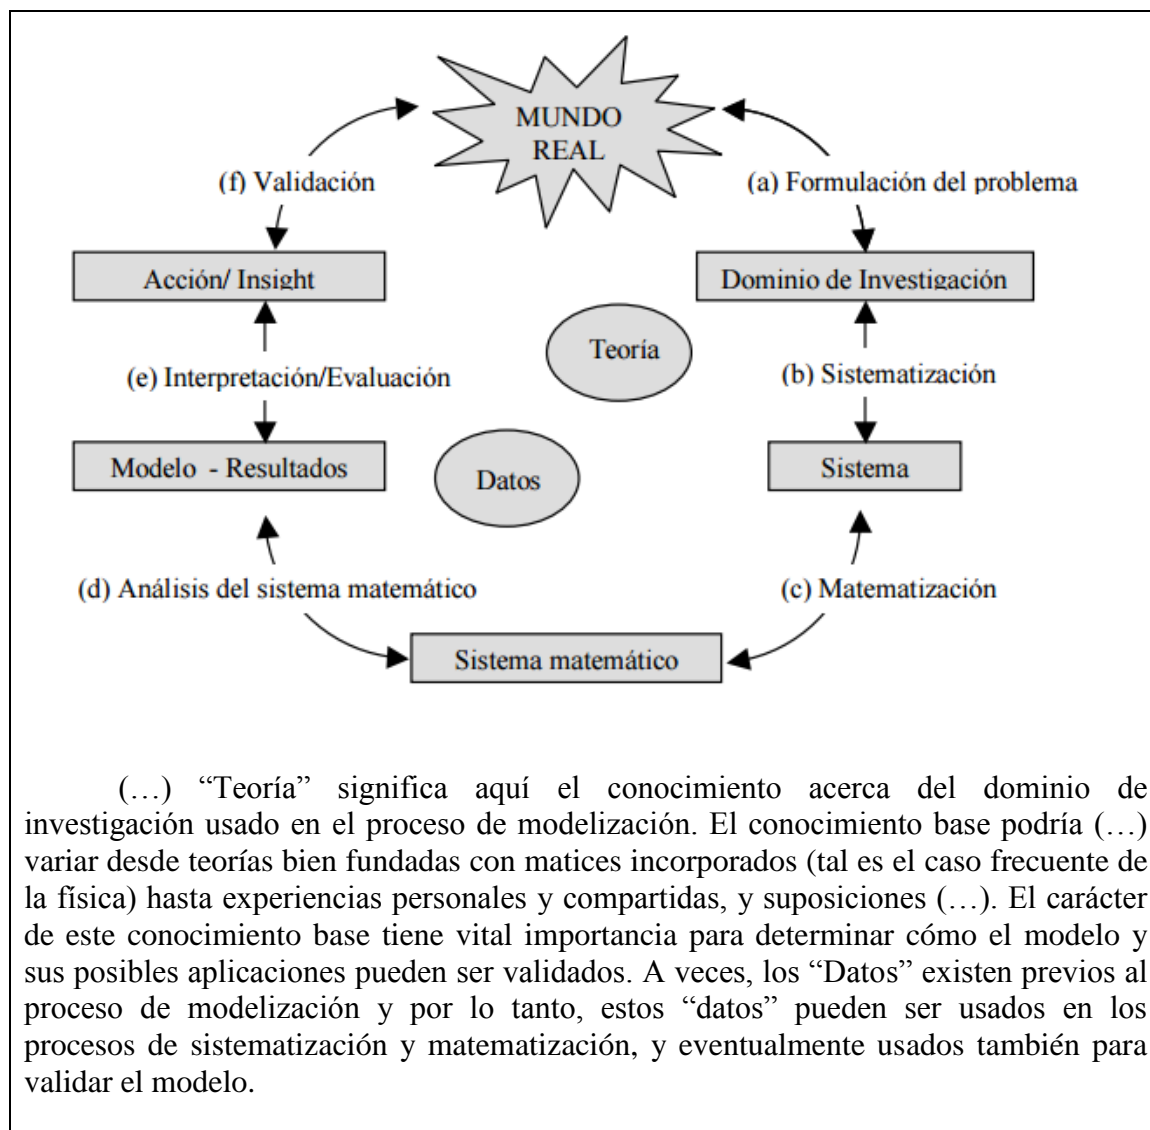 MUNDO
REAL
(f) Validación
(a) Formulación del problema
Acción/ Insight
Dominio de Investigación
Teoría
(e) Interpretación/Evaluación
(b) Sistematización
Modelo - Resultados
Datos
Sistema
(d) Análisis del sistema matemático
(c) Matematización
Sistema matemático
(…) “Teoría” significa aquí el conocimiento acerca del dominio de
investigación usado en el proceso de modelización. El conocimiento base podría (…)
variar desde teorías bien fundadas con matices incorporados (tal es el caso frecuente de
la física) hasta experiencias personales y compartidas, y suposiciones (…). El carácter
de este conocimiento base tiene vital importancia para determinar cómo el modelo y
sus posibles aplicaciones pueden ser validados. A veces, los “Datos” existen previos al
proceso de modelización y por lo tanto, estos “datos” pueden ser usados en los
procesos de sistematización y matematización, y eventualmente usados también para
validar el modelo.